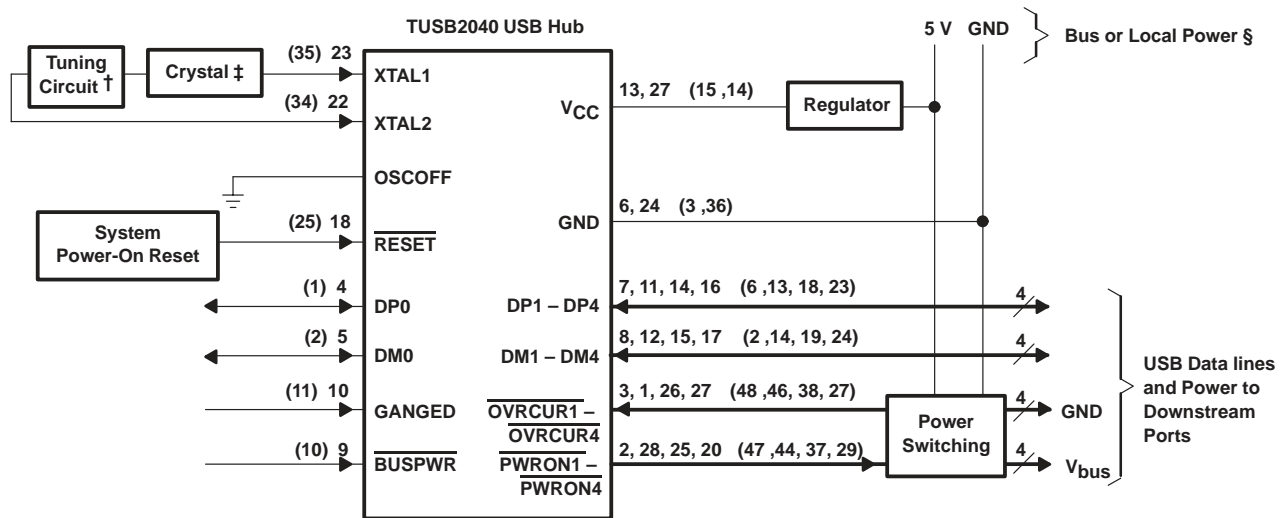 TUSB2040 USB Hub
5 V GND
Bus or Local Power §
Tuning
Circuit †
Crystal ‡
(35) 23
XTAL1
(34) 22
XTAL2
VCC
13, 27 (15 ,14)
Regulator
OSCOFF
System
Power-On Reset
(25) 18
RESET
GND
6, 24 (3 ,36)
(1) 4
DP0
DP1 – DP4
7, 11, 14, 16 (6 ,13, 18, 23)
4
(2) 5
DM0
DM1 – DM4
8, 12, 15, 17 (2 ,14, 19, 24)
4
(11) 10
GANGED
OVRCUR1 –
OVRCUR4
3, 1, 26, 27 (48 ,46, 38, 27)
4
GND
(10) 9
BUSPWR
PWRON1 –
PWRON4
2, 28, 25, 20 (47 ,44, 37, 29)
Power
Switching
4
Vbus
USB Data lines
and Power to
Downstream
Ports